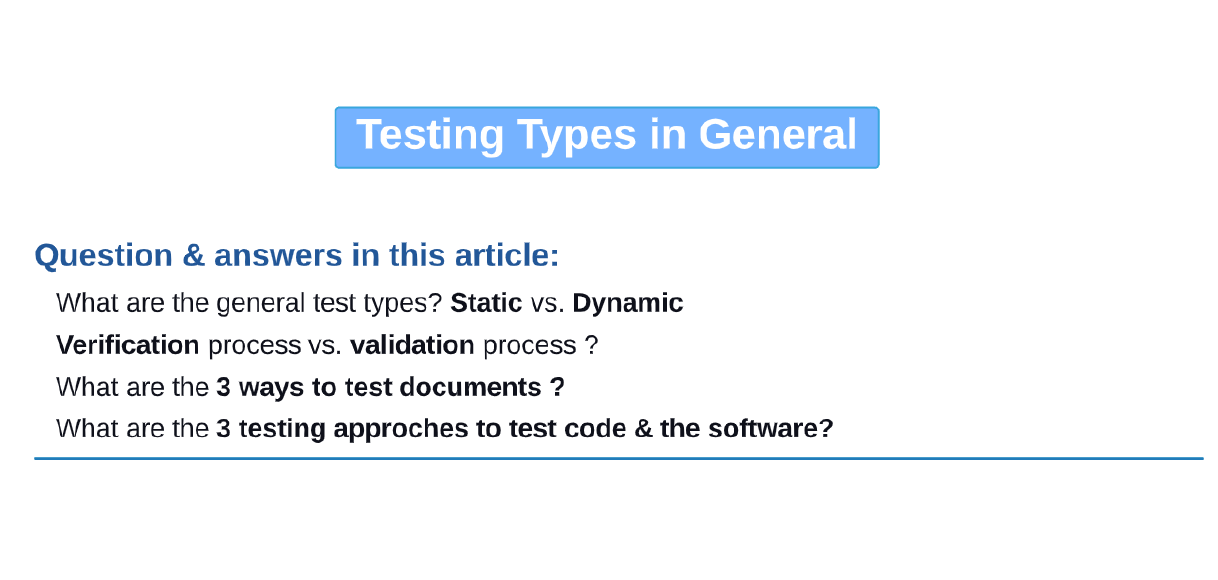 Testing Types in General
Question & answers in this article:
What are the general test types? Static vs. Dynamic
Verification process vs. validation process ?
What are the 3 ways to test documents ?
What are the 3 testing approches to test code & the software?